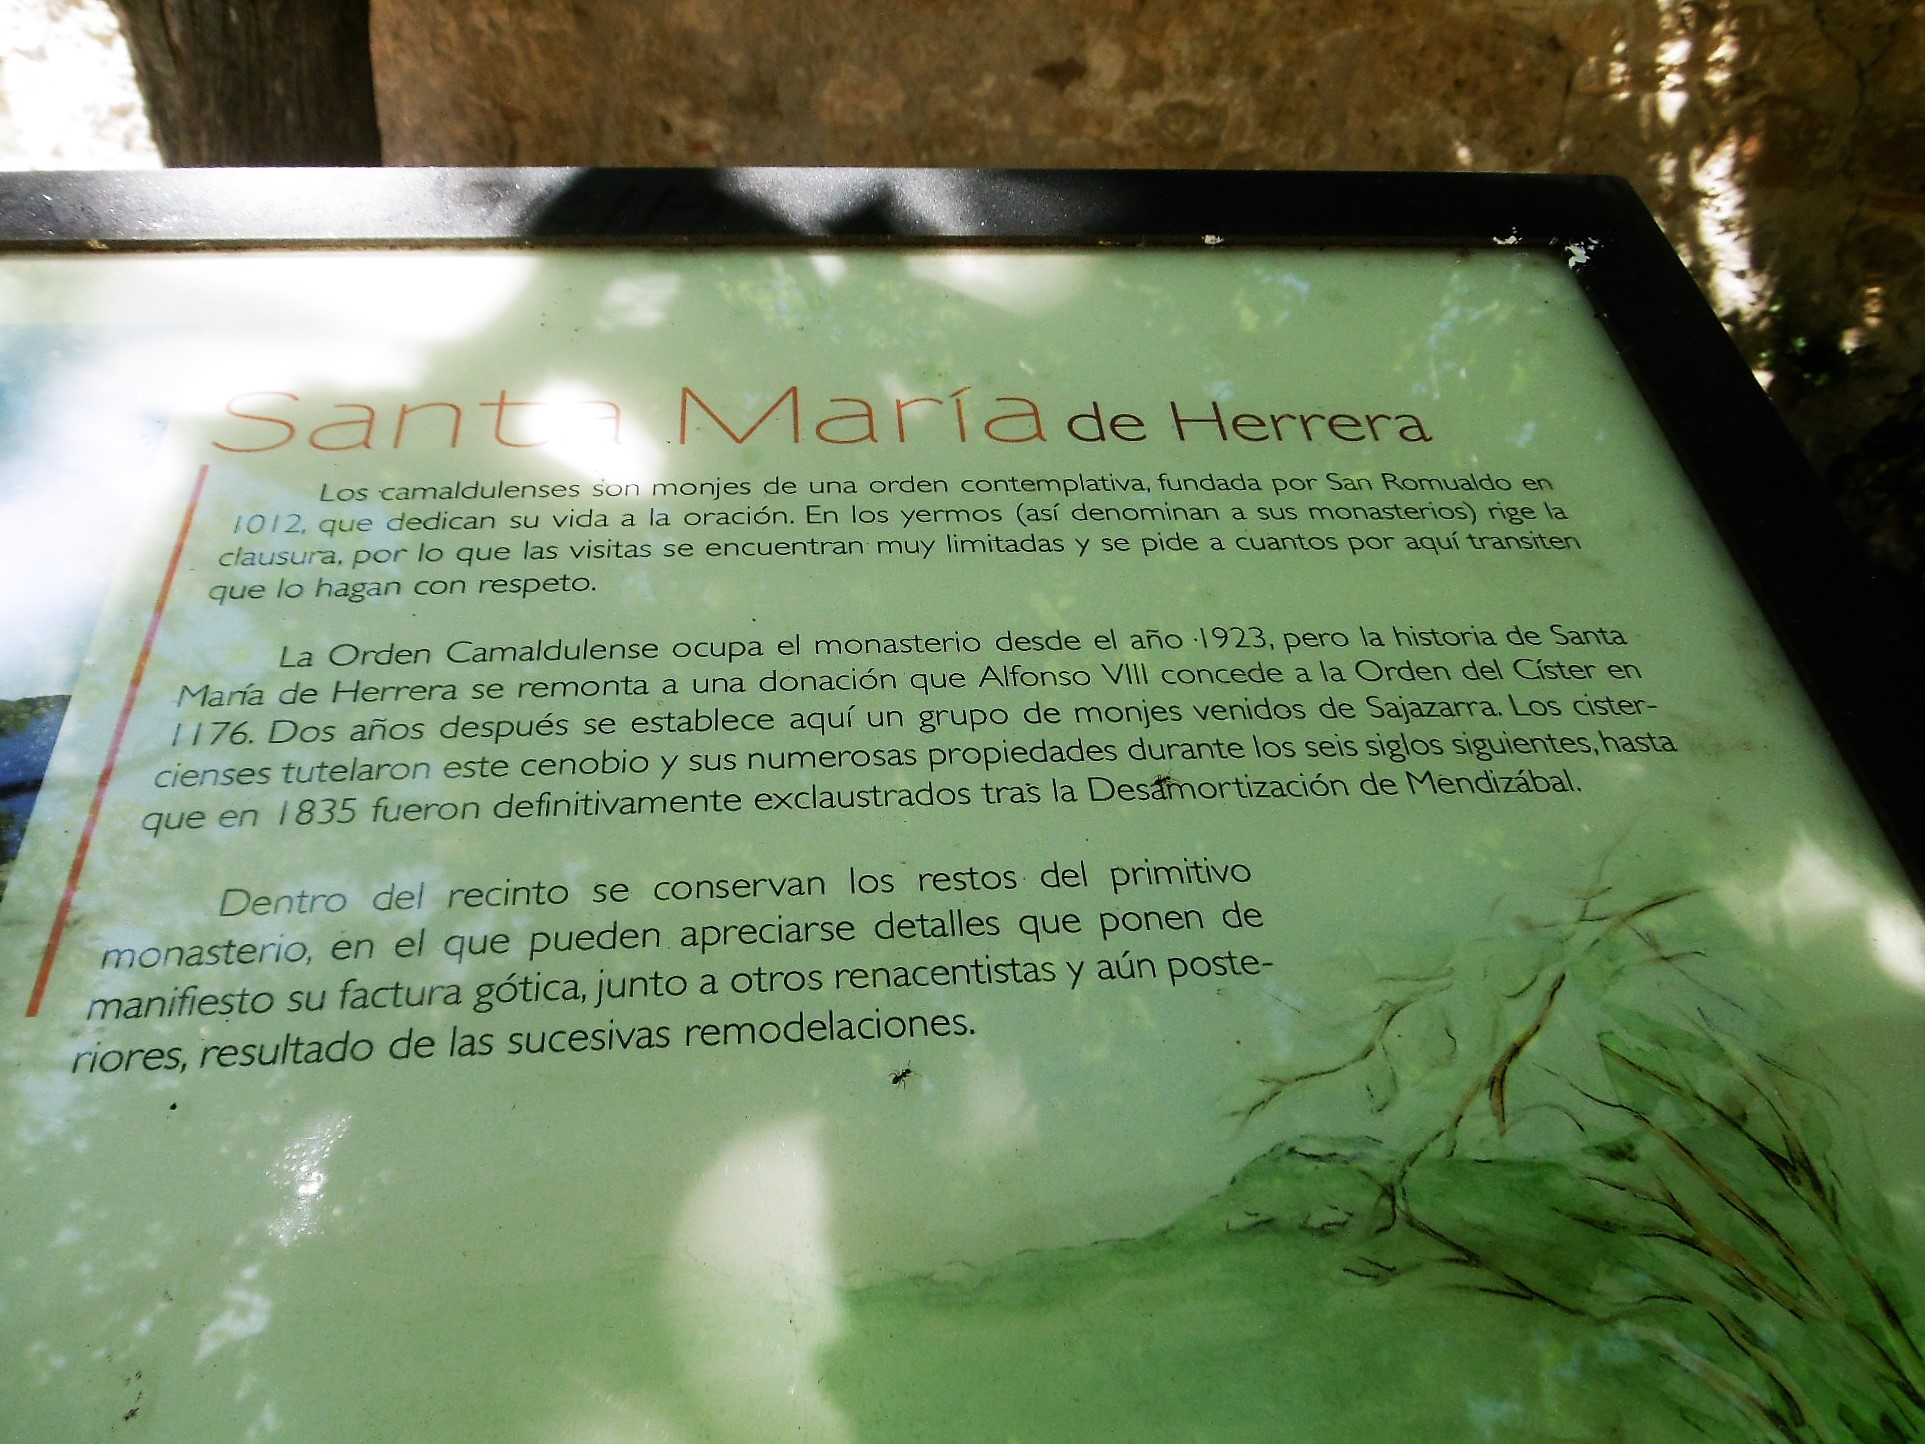 Santa María de Herrera
Los camaldulenses son monjes de una orden contemplativa, fundada por San Romualdo en
1012, que dedican su vida a la oración. En los yermos (así denominan a sus monasterios) rige la
clausura, por lo que las visitas se encuentran muy limitadas y se pide a cuantos por aquí transiten
que lo hagan con respeto.
La Orden Camaldulense ocupa el monasterio desde el año 1923, pero la historia de Santa
María de Herrera se remonta a una donación que Alfonso VIII concede a la Orden del Císter en
1176. Dos años después se establece aquí un grupo de monjes venidos de Sajazarra. Los cister-
cienses tutelaron este cenobio y sus numerosas propiedades durante los seis siglos siguientes, hasta
que en 1835 fueron definitivamente exclaustrados tras la Desamortización de Mendizábal.
Dentro del recinto se conservan los restos del primitivo
monasterio, en el que pueden apreciarse detalles que ponen de
manifiesto su factura gótica, junto a otros renacentistas y aún poste-
riores, resultado de las sucesivas remodelaciones.